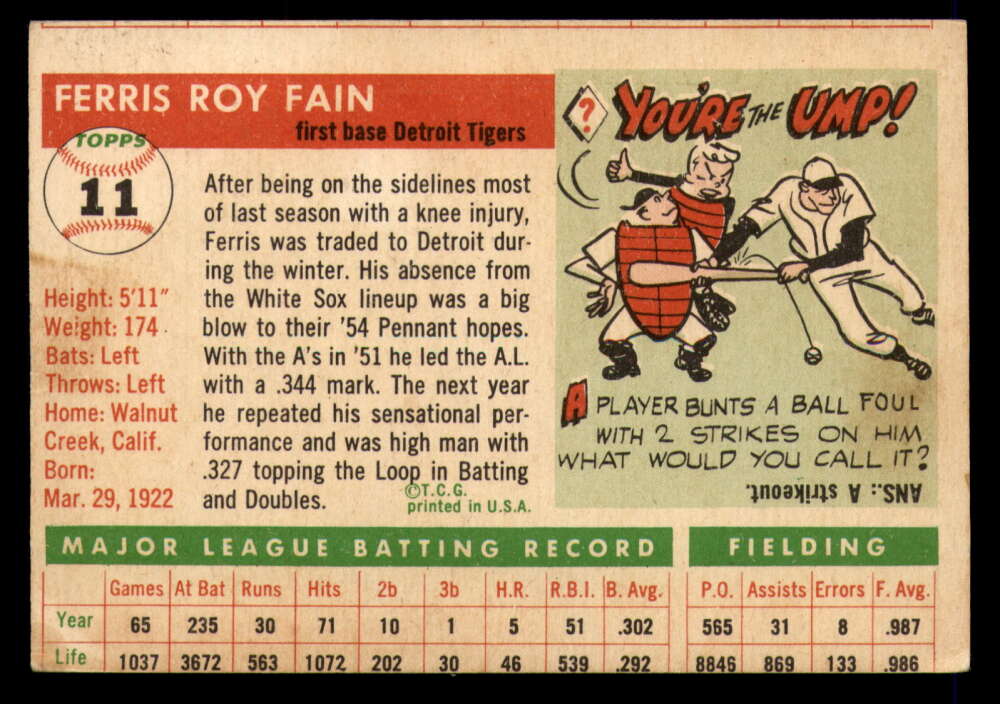 FERRIS ROY FAIN
first base Detroit Tigers
TOPPS
11
Height: 5'11"
Weight: 174
Bats: Left
Throws: Left
Home: Walnut
Creek, Calif.
Born:
Mar. 29, 1922
After being on the sidelines most
of last season with a knee injury,
Ferris was traded to Detroit dur-
ing the winter. His absence from
the White Sox lineup was a big
blow to their '54 Pennant hopes.
With the A's in '51 he led the A.L.
with a .344 mark. The next year
he repeated his sensational per-
formance and was high man with
.327 topping the Loop in Batting
and Doubles.
©T.C.G.
printed in U.S.A.
? YOU'RE THE UMP!
A PLAYER BUNTS A BALL FOUL
WITH 2 STRIKES ON HIM
WHAT WOULD YOU CALL IT?
ANS.: A strikeout.
MAJOR LEAGUE BATTING RECORD FIELDING
Games At Bat Runs Hits 2b 3b H.R. R.B.I. B. Avg. P.O. Assists Errors F. Avg.
Year 65 235 30 71 10 1 5 51 .302 565 31 8 .987
Life 1037 3672 563 1072 202 30 46 539 .292 8846 869 133 .986